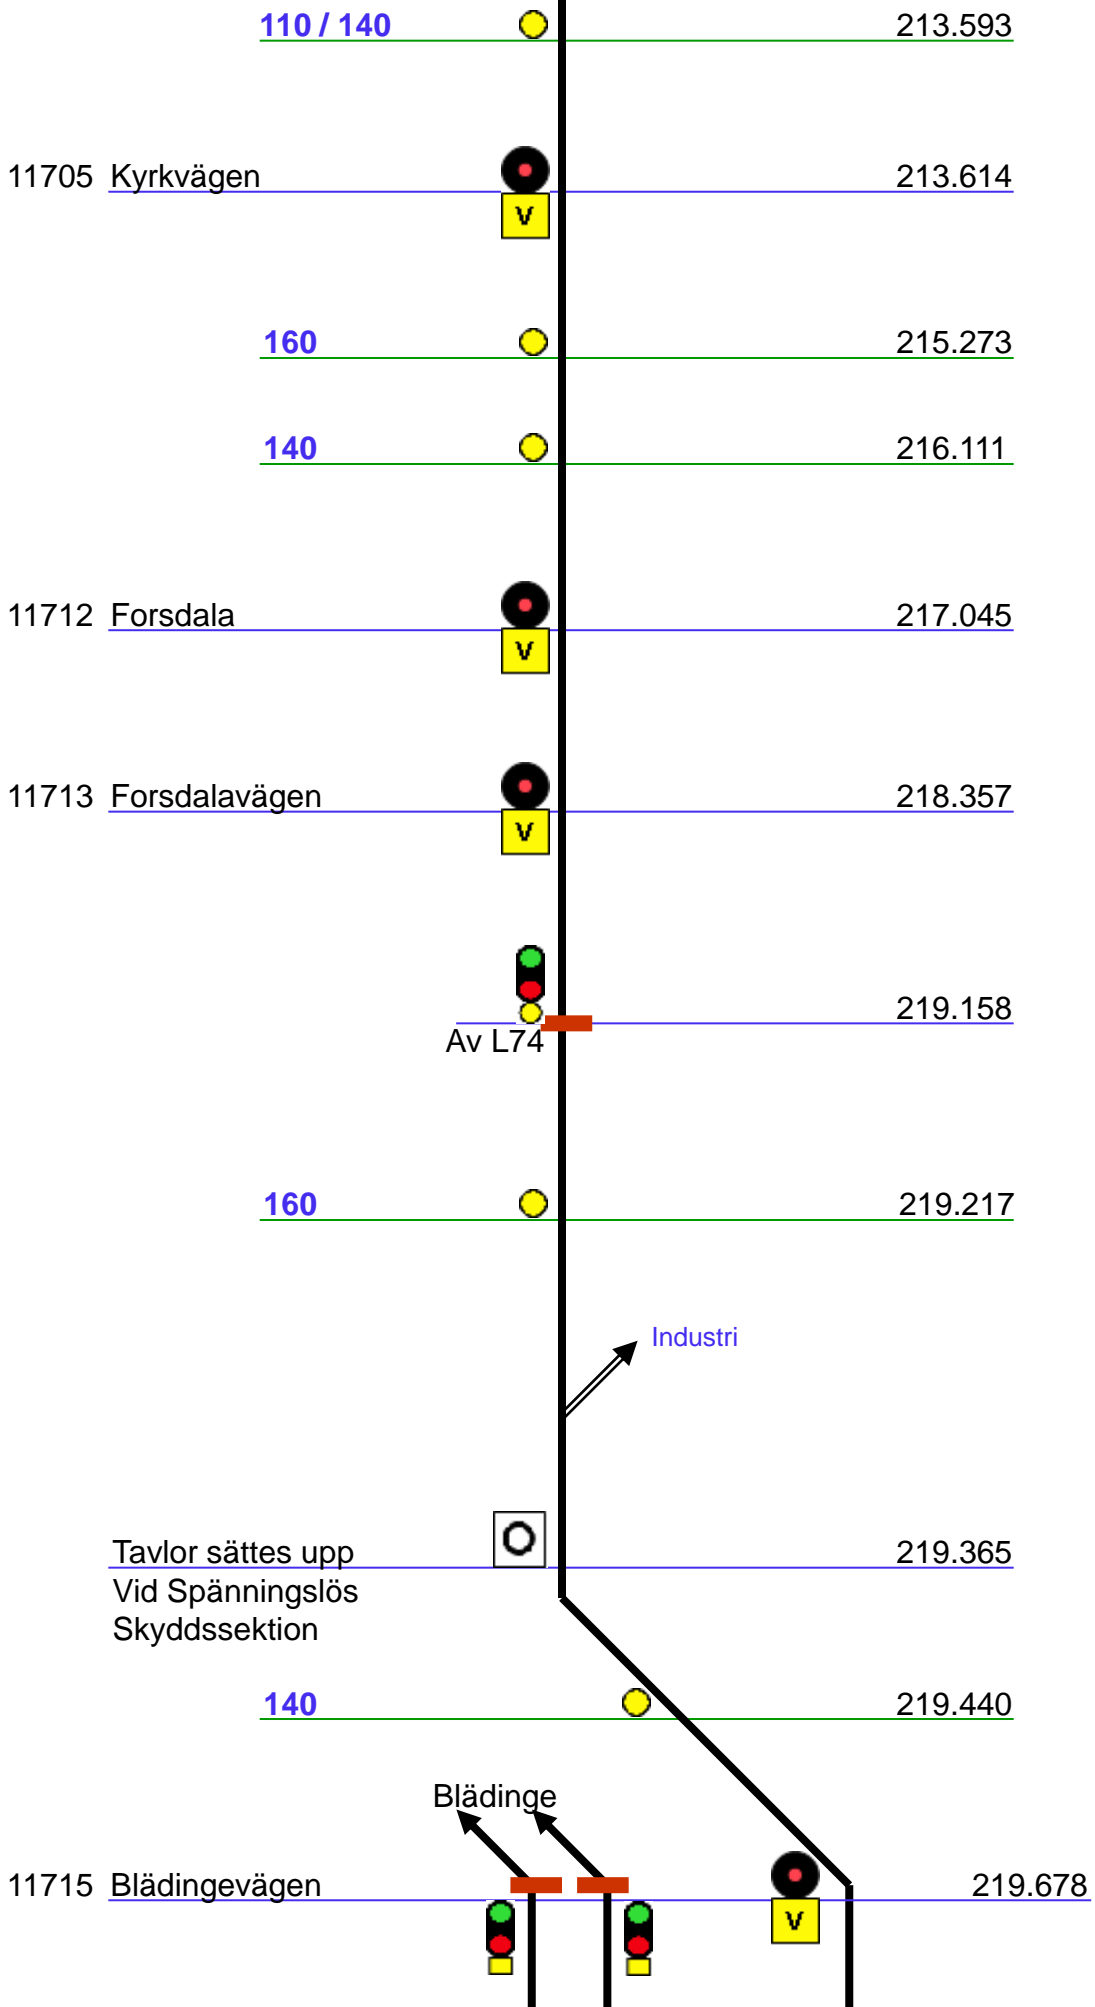 110 / 140 213.593
11705 Kyrkvägen 213.614
V
160 215.273
140 216.111
11712 Forsdala 217.045
V
11713 Forsdalavägen 218.357
V
219.158
Av L74
160 219.217
Industri
O
Tavlor sättes upp 219.365
Vid Spänningslös
Skyddssektion
140 219.440
Blädinge
11715 Blädingevägen 219.678
V